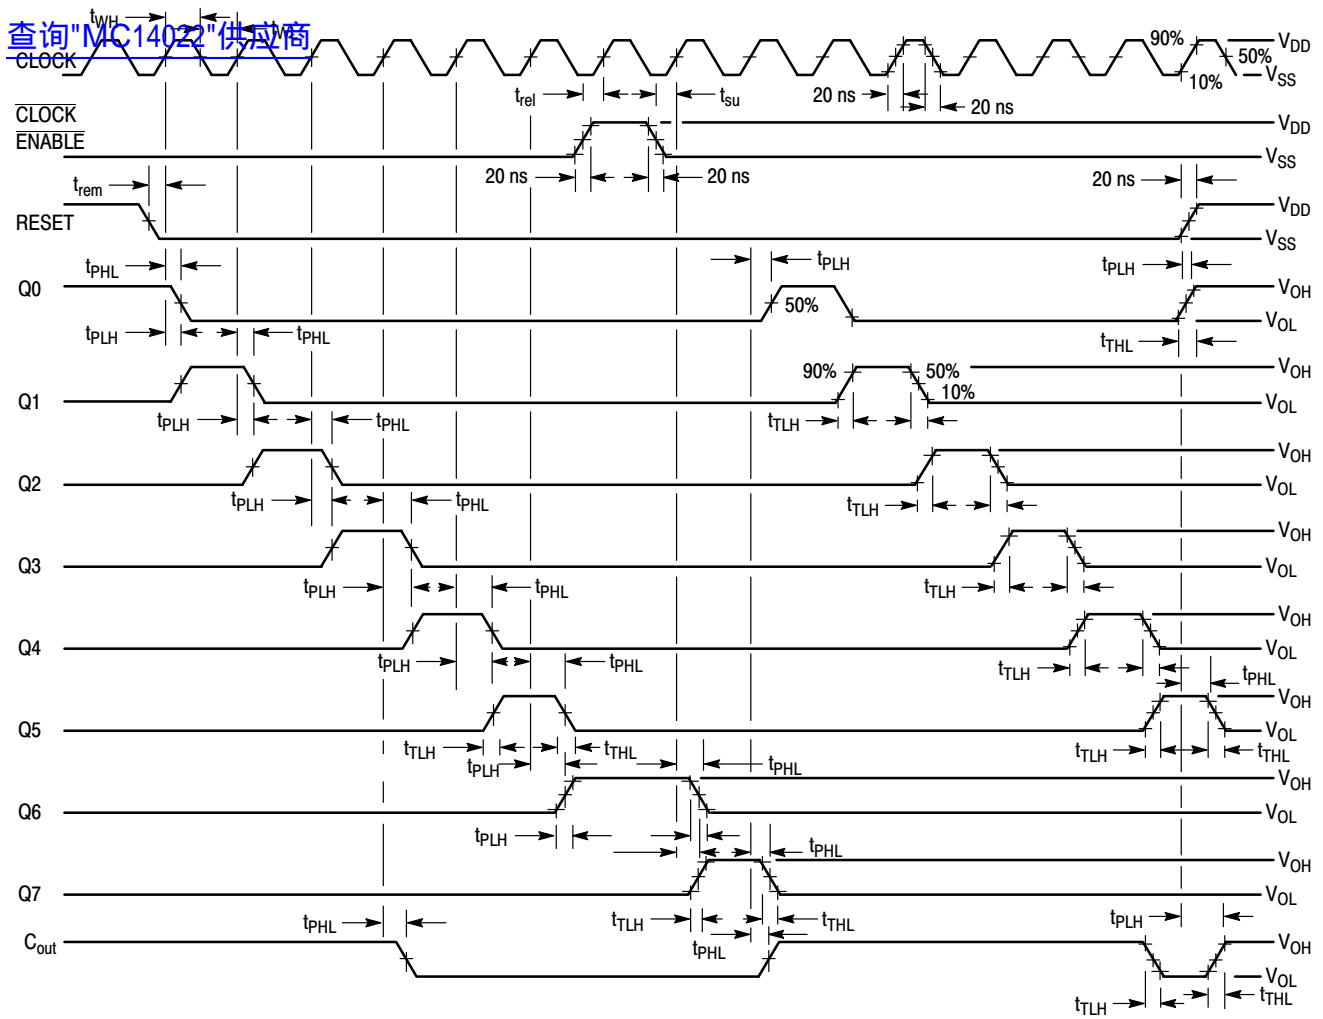 tWH
tW
查询"MC14022"供应商
CLOCK
90%
VDD
50%
VSS
10%
trel
tsu
20 ns
20 ns
CLOCK
ENABLE
VDD
VSS
trem
20 ns
20 ns
20 ns
RESET
VDD
VSS
tPHL
tPLH
tPLH
Q0
50%
VOH
VOL
tPLH
tPHL
tTHL
Q1
90%
50%
10%
VOH
VOL
tPLH
tPHL
tTLH
Q2
VOH
VOL
tPLH
tPHL
tTLH
Q3
VOH
VOL
tPLH
tPHL
tTLH
Q4
VOH
VOL
tPLH
tPHL
tTLH
tPHL
Q5
VOH
VOL
tTLH
tPLH
tTHL
tPHL
tTLH
tTHL
Q6
VOH
VOL
tPLH
tPHL
Q7
VOH
VOL
tPHL
tTLH
tPHL
tTHL
tPLH
Cout
VOH
VOL
tTLH
tTHL